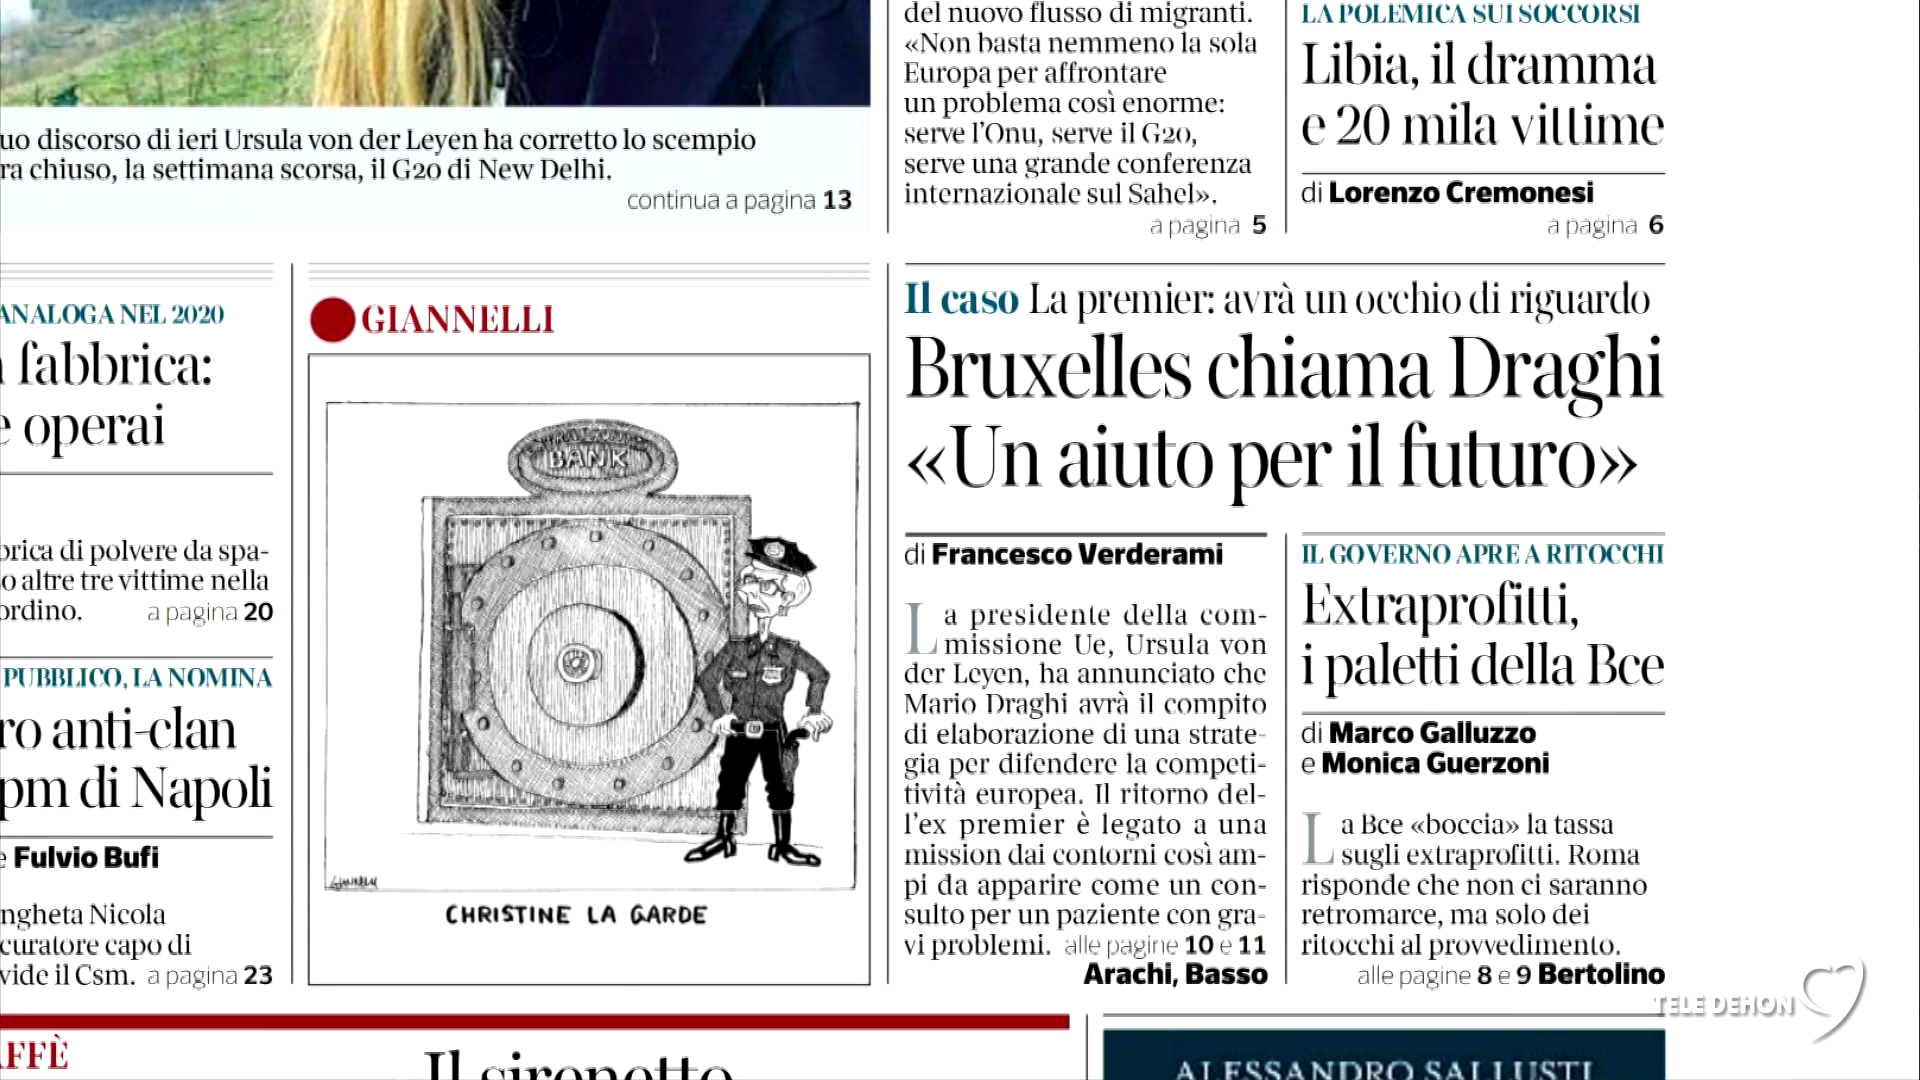 uo discorso di ieri Ursula von der Leyen ha corretto lo scempio
ra chiuso, la settimana scorsa, il G20 di New Delhi.
continua a pagina 13
del nuovo flusso di migranti.
«Non basta nemmeno la sola
Europa per affrontare
un problema così enorme:
serve l'Onu, serve il G20,
serve una grande conferenza
internazionale sul Sahel».
a pagina 5
LA POLEMICA SUI SOCCORSI
Libia, il dramma
e 20 mila vittime
di Lorenzo Cremonesi
a pagina 6
ANALOGA NEL 2020
fabbrica:
e operai
brica di polvere da spa-
o altre tre vittime nella
ordino. a pagina 20
PUBBLICO, LA NOMINA
ro anti-clan
pm di Napoli
e Fulvio Bufi
ngheta Nicola
curatore capo di
vide il Csm. a pagina 23
GIANNELLI
BANK
GIANNELLI
CHRISTINE LA GARDE
Il caso La premier: avrà un occhio di riguardo
Bruxelles chiama Draghi
«Un aiuto per il futuro»
di Francesco Verderami
La presidente della com-
missione Ue, Ursula von
der Leyen, ha annunciato che
Mario Draghi avrà il compito
di elaborazione di una strate-
gia per difendere la competi-
tività europea. Il ritorno del-
l'ex premier è legato a una
mission dai contorni così am-
pi da apparire come un con-
sulto per un paziente con gra-
vi problemi. alle pagine 10 e 11
Arachi, Basso
IL GOVERNO APRE A RITOCCHI
Extraprofitti,
i paletti della Bce
di Marco Galluzzo
e Monica Guerzoni
La Bce «boccia» la tassa
sugli extraprofitti. Roma
risponde che non ci saranno
retromarce, ma solo dei
ritocchi al provvedimento.
alle pagine 8 e 9 Bertolino
TELE DEHON
AFFÈ
Il sironetto
ALESSANDRO SALLUSTI